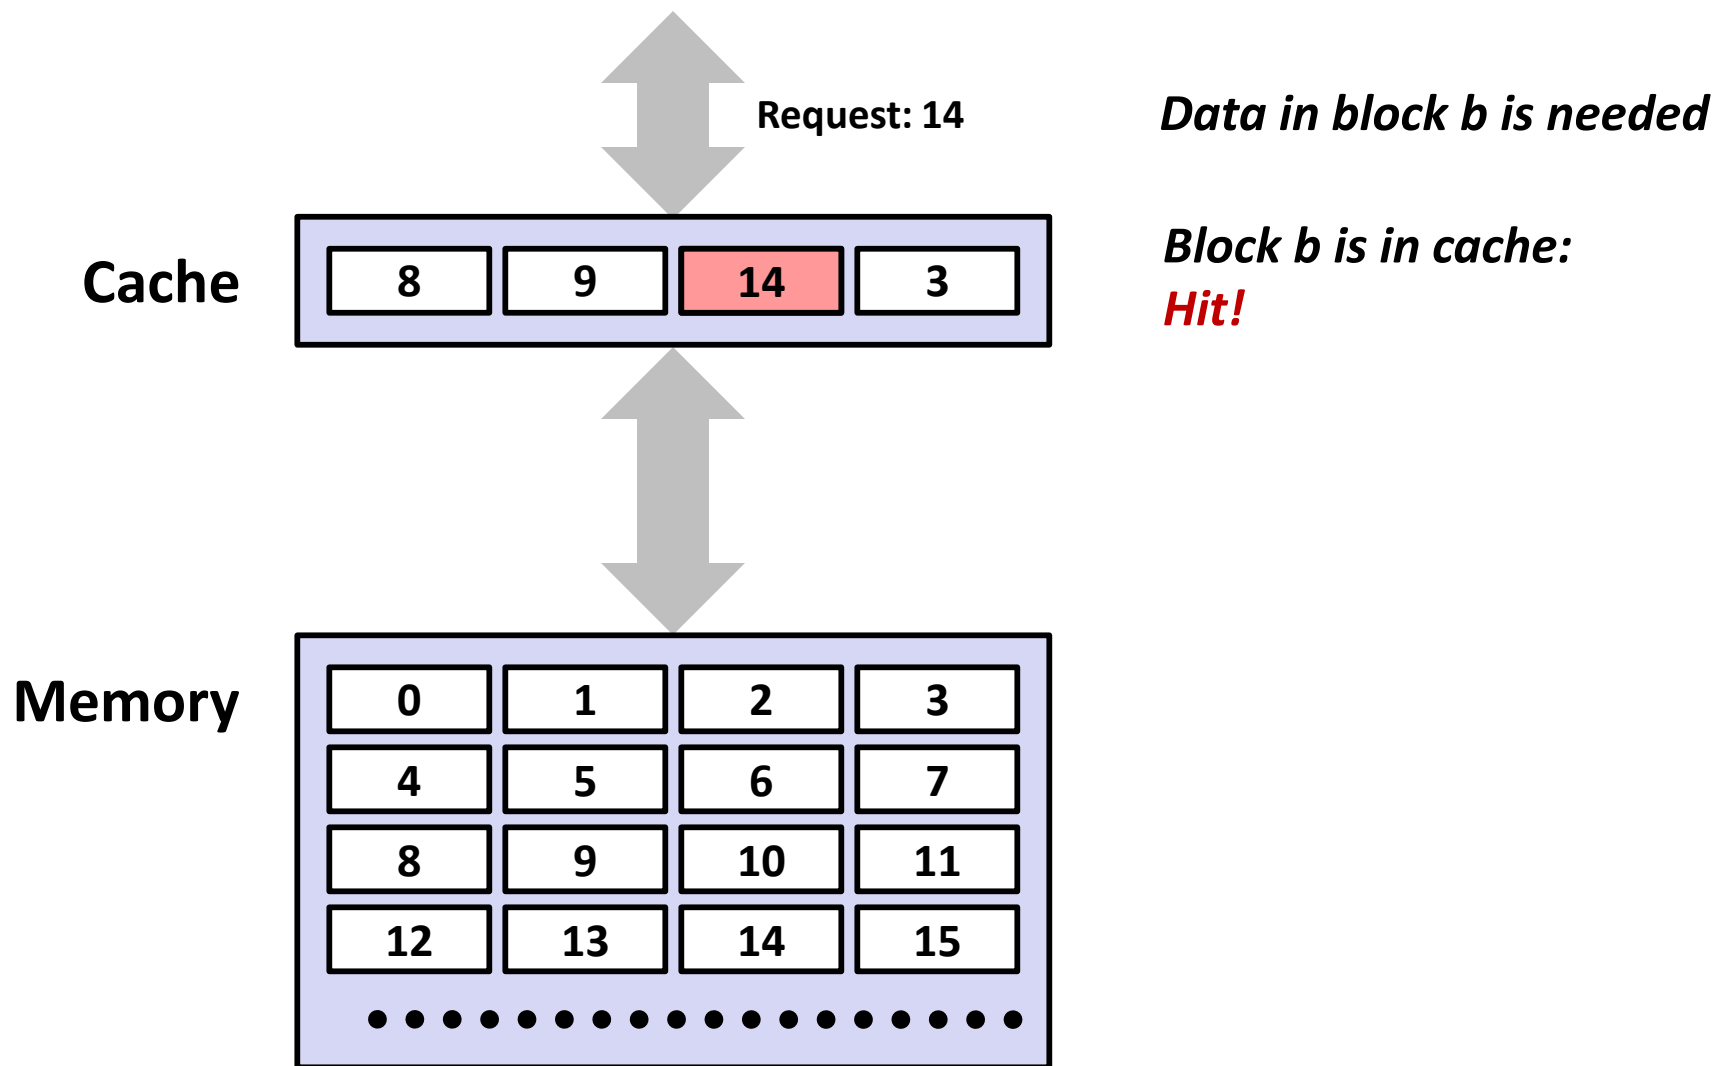 Request: 14
Data in block b is needed
Cache
8 9 14 3
Block b is in cache:
Hit!
Memory
0 1 2 3
4 5 6 7
8 9 10 11
12 13 14 15